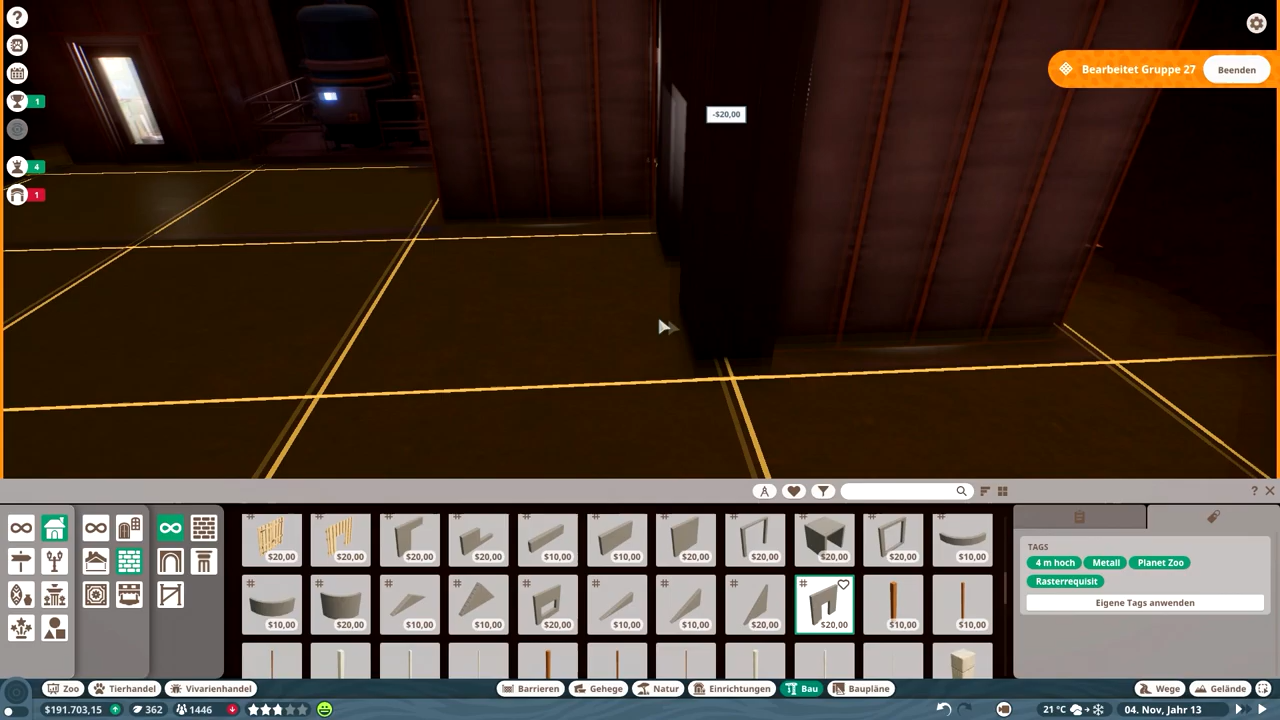 ?
Bearbeitet Gruppe 27
Beenden
1
4
1
-$20,00
? ×
$20,00 $20,00 $20,00 $20,00 $10,00 $10,00 $20,00 $20,00 $20,00 $20,00 $10,00
$10,00 $20,00 $10,00 $10,00 $20,00 $10,00 $10,00 $20,00 $20,00 $10,00 $10,00
TAGS
4 m hoch Metall Planet Zoo
Rasterrequisit
Eigene Tags anwenden
Zoo Tierhandel Vivarienhandel Barrieren Gehege Natur Einrichtungen Bau Baupläne Wege Gelände
$191.703,15 362 1446 21 °C 04. Nov, Jahr 13